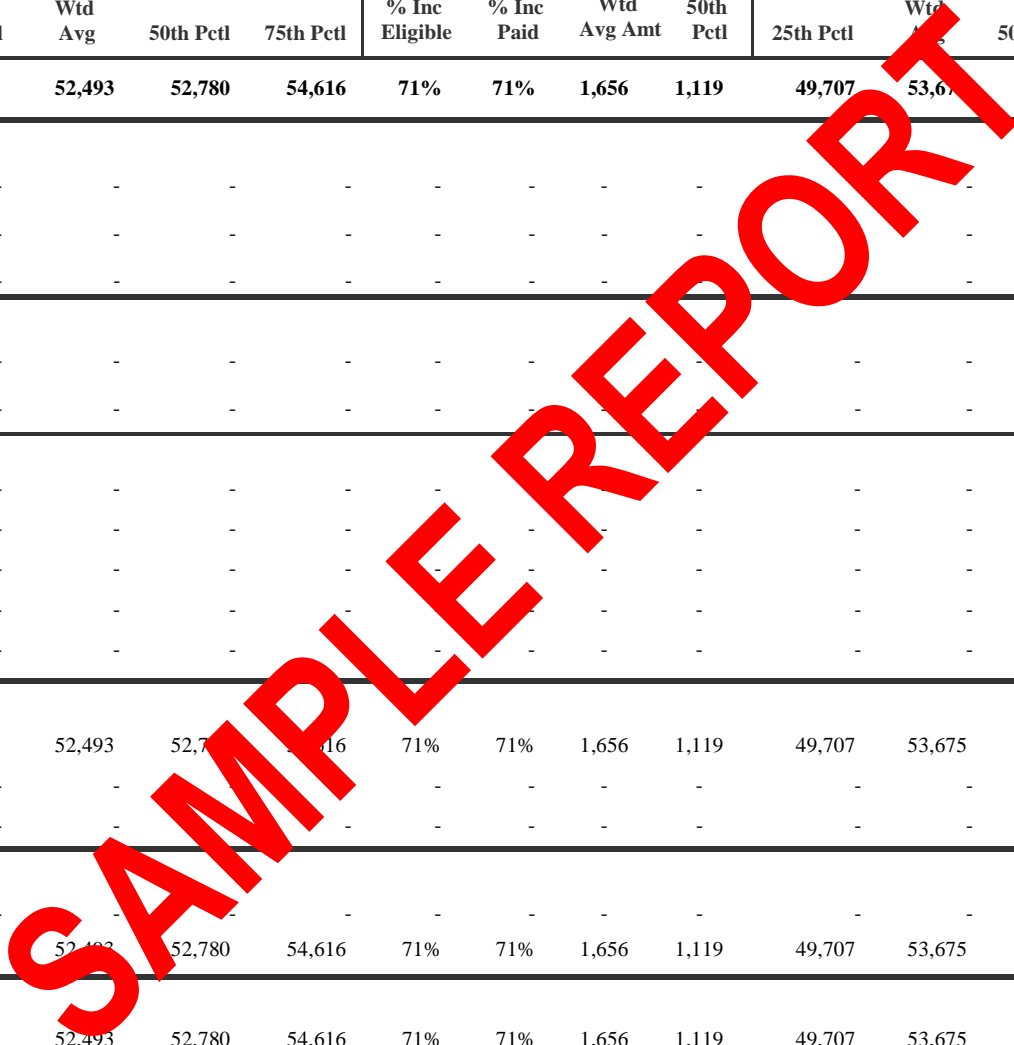 Wtd % Inc % Inc Wtd 50th Wtd
Avg 50th Pctl 75th Pctl Eligible Paid Avg Amt Pctl 25th Pctl
52,493 52,780 54,616 71% 71% 1,656 1,119 49,707
- - - - - - - -
- - - - - - - -
- - - - - - - -
- - - - - - - -
- - - - - - -
- - - - - - - -
- - - - - - - -
- - - - - - - -
- - - - - - - -
- - - - - - - -
52,493 71% 71% 1,656 1,119 49,707 53,675
- - - - - - - -
- - - - - - - -
- - - - - - - -
52,780 54,616 71% 71% 1,656 1,119 49,707 53,675
52,493 52,780 54,616 71% 71% 1,656 1,119 49,707 53,675
SAMPLE REPORT